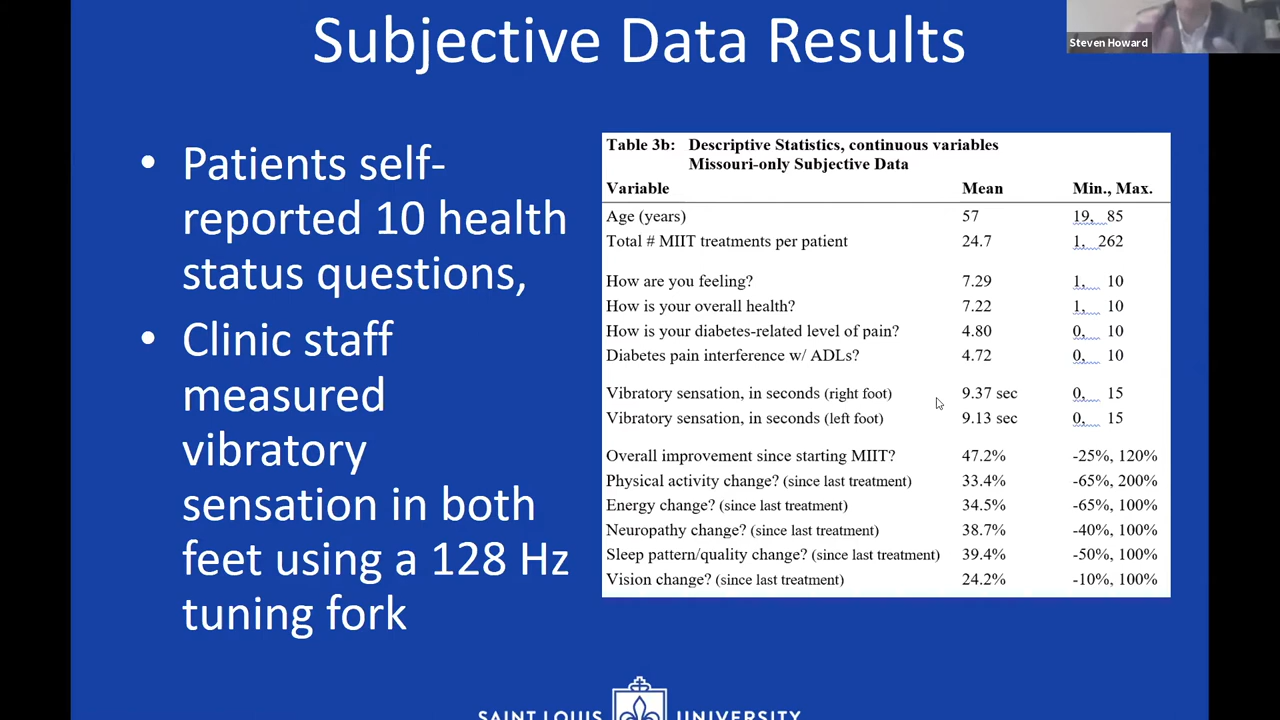 Subjective Data Results
Steven Howard
• Patients self-
reported 10 health
status questions,
• Clinic staff
measured
vibratory
sensation in both
feet using a 128 Hz
tuning fork
Table 3b: Descriptive Statistics, continuous variables
Missouri-only Subjective Data
Variable Mean Min., Max.
Age (years) 57 19, 85
Total # MIIT treatments per patient 24.7 1, 262
How are you feeling? 7.29 1, 10
How is your overall health? 7.22 1, 10
How is your diabetes-related level of pain? 4.80 0, 10
Diabetes pain interference w/ ADLs? 4.72 0, 10
Vibratory sensation, in seconds (right foot) 9.37 sec 0, 15
Vibratory sensation, in seconds (left foot) 9.13 sec 0, 15
Overall improvement since starting MIIT? 47.2% -25%, 120%
Physical activity change? (since last treatment) 33.4% -65%, 200%
Energy change? (since last treatment) 34.5% -65%, 100%
Neuropathy change? (since last treatment) 38.7% -40%, 100%
Sleep pattern/quality change? (since last treatment) 39.4% -50%, 100%
Vision change? (since last treatment) 24.2% -10%, 100%
SAINT LOUIS UNIVERSITY